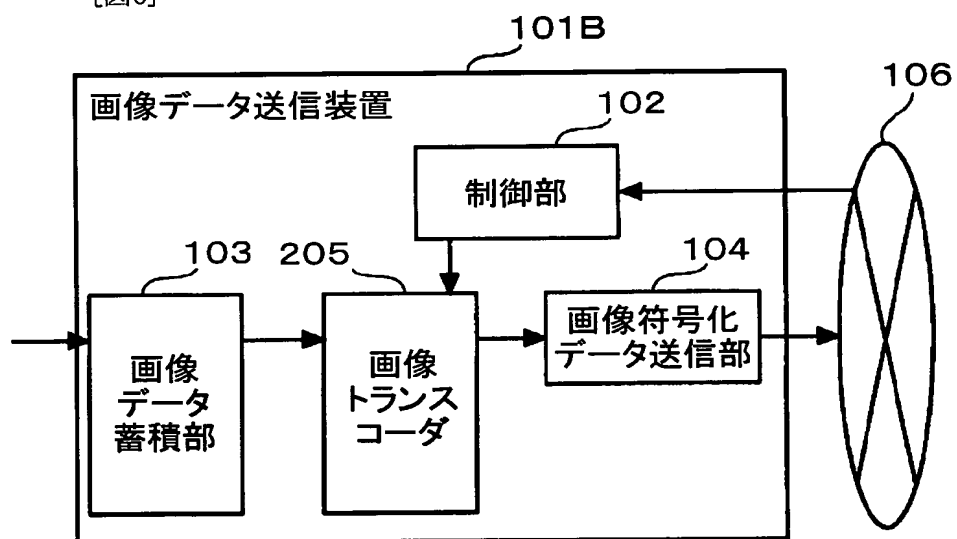 101B
106
画像データ送信装置
102
制御部
103
205
104
画像符号化
データ送信部
画像
データ
蓄積部
画像
トランス
コーダ